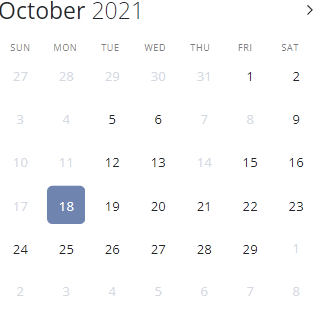 October 2021
SUN MON TUE WED THU FRI SAT
27 28 29 30 31 1 2
3 4 5 6 7 8 9
10 11 12 13 14 15 16
17 18 19 20 21 22 23
24 25 26 27 28 29 1
2 3 4 5 6 7 8